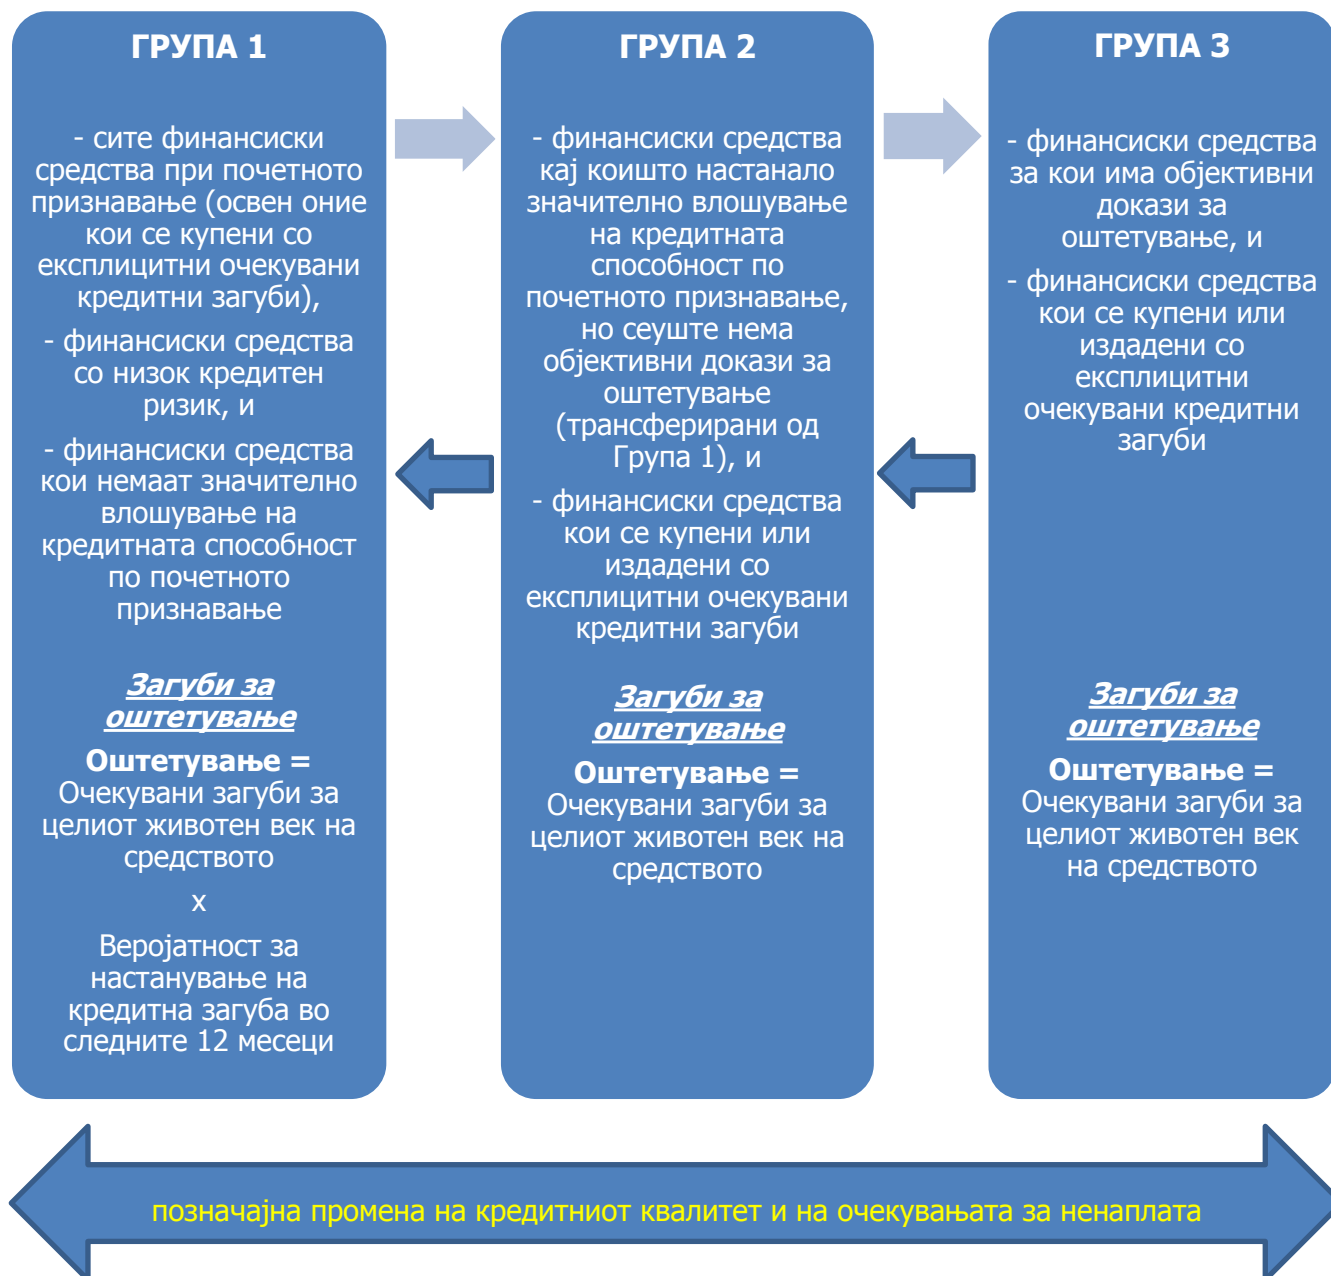 ГРУПА 1
- сите финансиски
средства при почетното
признавање (освен оние
кои се купени со
експлицитни очекувани
кредитни загуби),
- финансиски средства
со низок кредитен
ризик, и
- финансиски средства
кои немаат значително
влошување на
кредитната способност
по почетното
признавање
Загуби за
оштетување
Оштетување =
Очекувани загуби за
целиот животен век на
средството
х
Веројатност за
настанување на
кредитна загуба во
следните 12 месеци
ГРУПА 2
- финансиски средства
кај коишто настанало
значително влошување
на кредитната
способност по
почетното признавање,
но сеуште нема
објективни докази за
оштетување
(трансферирани од
Група 1), и
- финансиски средства
кои се купени или
издадени со
експлицитни очекувани
кредитни загуби
Загуби за
оштетување
Оштетување =
Очекувани загуби за
целиот животен век на
средството
ГРУПА 3
- финансиски средства
за кои има објективни
докази за
оштетување, и
- финансиски средства
кои се купени или
издадени со
експлицитни
очекувани кредитни
загуби
Загуби за
оштетување
Оштетување =
Очекувани загуби за
целиот животен век
на средството
позначајна промена на кредитниот квалитет и на очекувањата за ненаплата